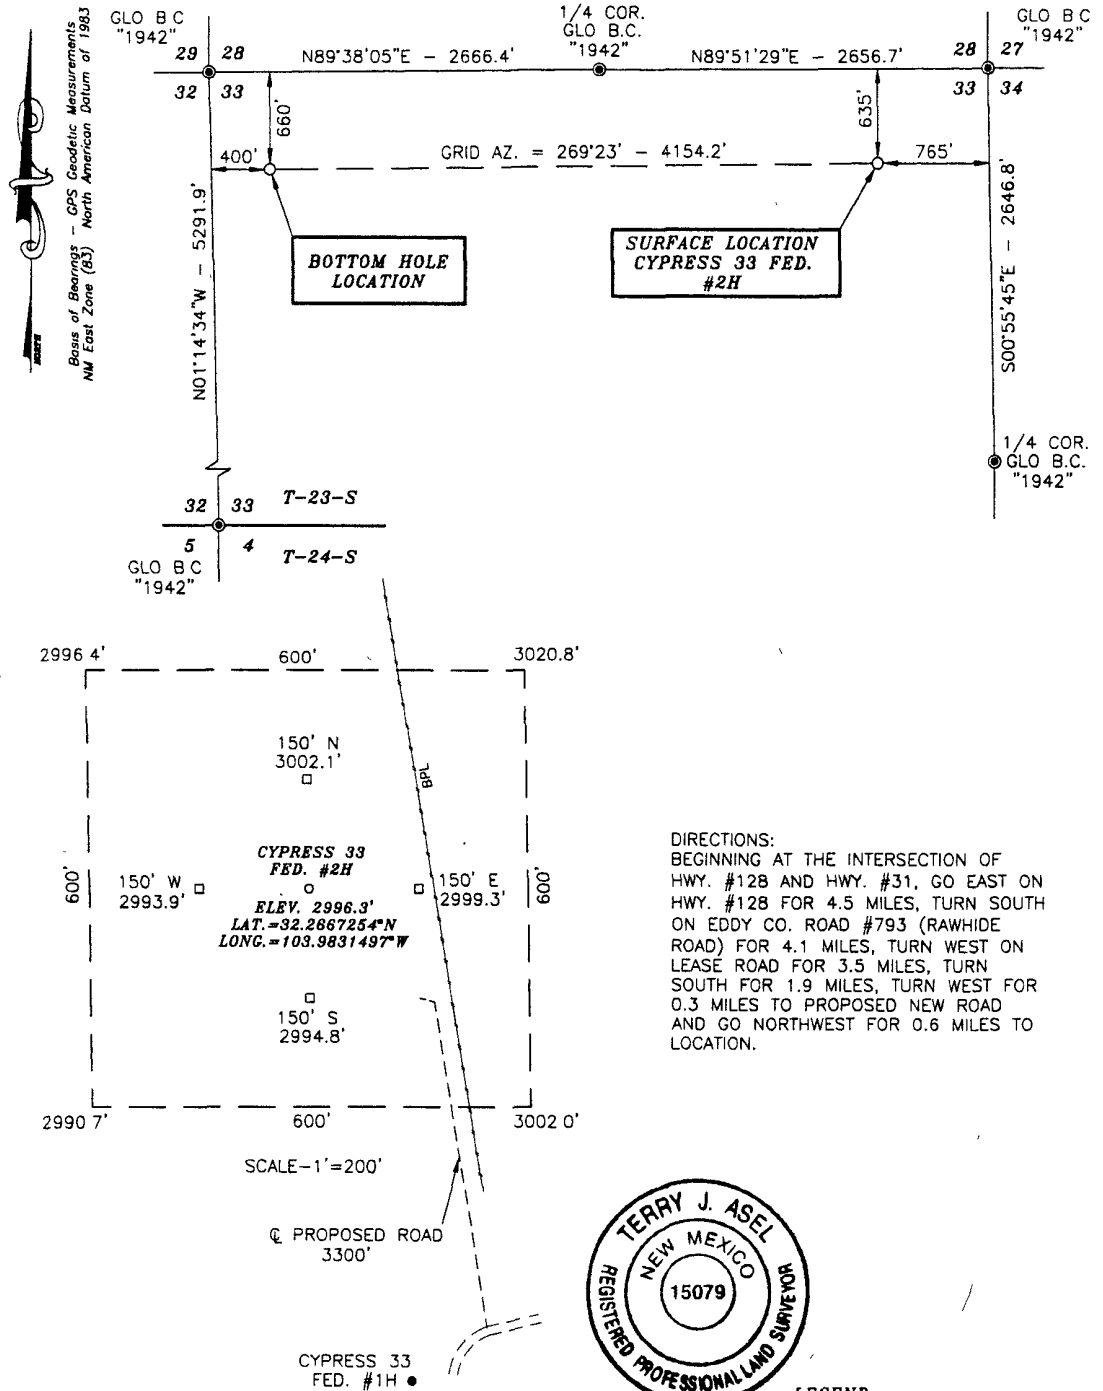 GLO B C
"1942"
1/4 COR.
GLO B.C.
"1942"
GLO B C
"1942"
29 28
32 33
N89°38'05"E - 2666.4'
N89°51'29"E - 2656.7'
28 27
33 34
660'
635'
400'
GRID AZ. = 269°23' - 4154.2'
765'
Basis of Bearings - GPS Geodetic Measurements
NM East Zone (83) North American Datum of 1983
NORTH
N01°14'34"W - 5291.9'
S00°55'45"E - 2646.8'
BOTTOM HOLE
LOCATION
SURFACE LOCATION
CYPRESS 33 FED.
#2H
1/4 COR.
GLO B.C.
"1942"
32 33 T-23-S
5 4 T-24-S
GLO B C
"1942"
2996 4'
600'
3020.8'
150' N
3002.1'
BPL
600'
150' W
2993.9'
CYPRESS 33
FED. #2H
ELEV. 2996.3'
LAT.=32.2667254°N
LONG.=103.9831497°W
150' E
2999.3'
600'
150' S
2994.8'
2990 7'
600'
3002 0'
SCALE-1'=200'
℄ PROPOSED ROAD
3300'
CYPRESS 33
FED. #1H
DIRECTIONS:
BEGINNING AT THE INTERSECTION OF
HWY. #128 AND HWY. #31, GO EAST ON
HWY. #128 FOR 4.5 MILES, TURN SOUTH
ON EDDY CO. ROAD #793 (RAWHIDE
ROAD) FOR 4.1 MILES, TURN WEST ON
LEASE ROAD FOR 3.5 MILES, TURN
SOUTH FOR 1.9 MILES, TURN WEST FOR
0.3 MILES TO PROPOSED NEW ROAD
AND GO NORTHWEST FOR 0.6 MILES TO
LOCATION.
TERRY J. ASEL
NEW MEXICO
15079
REGISTERED PROFESSIONAL LAND SURVEYOR
LEGEND